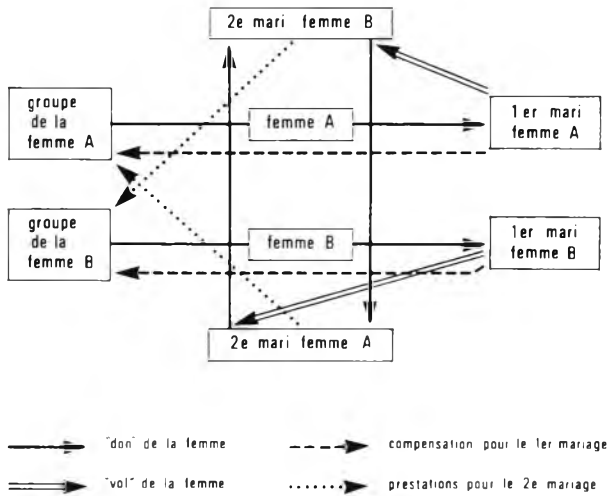 2e mari femme B
groupe
de la
femme A
femme A
1er mari
femme A
groupe
de la
femme B
femme B
1er mari
femme B
2e mari femme A
"don" de la femme
compensation pour le 1er mariage
"vol" de la femme
prestations pour le 2e mariage